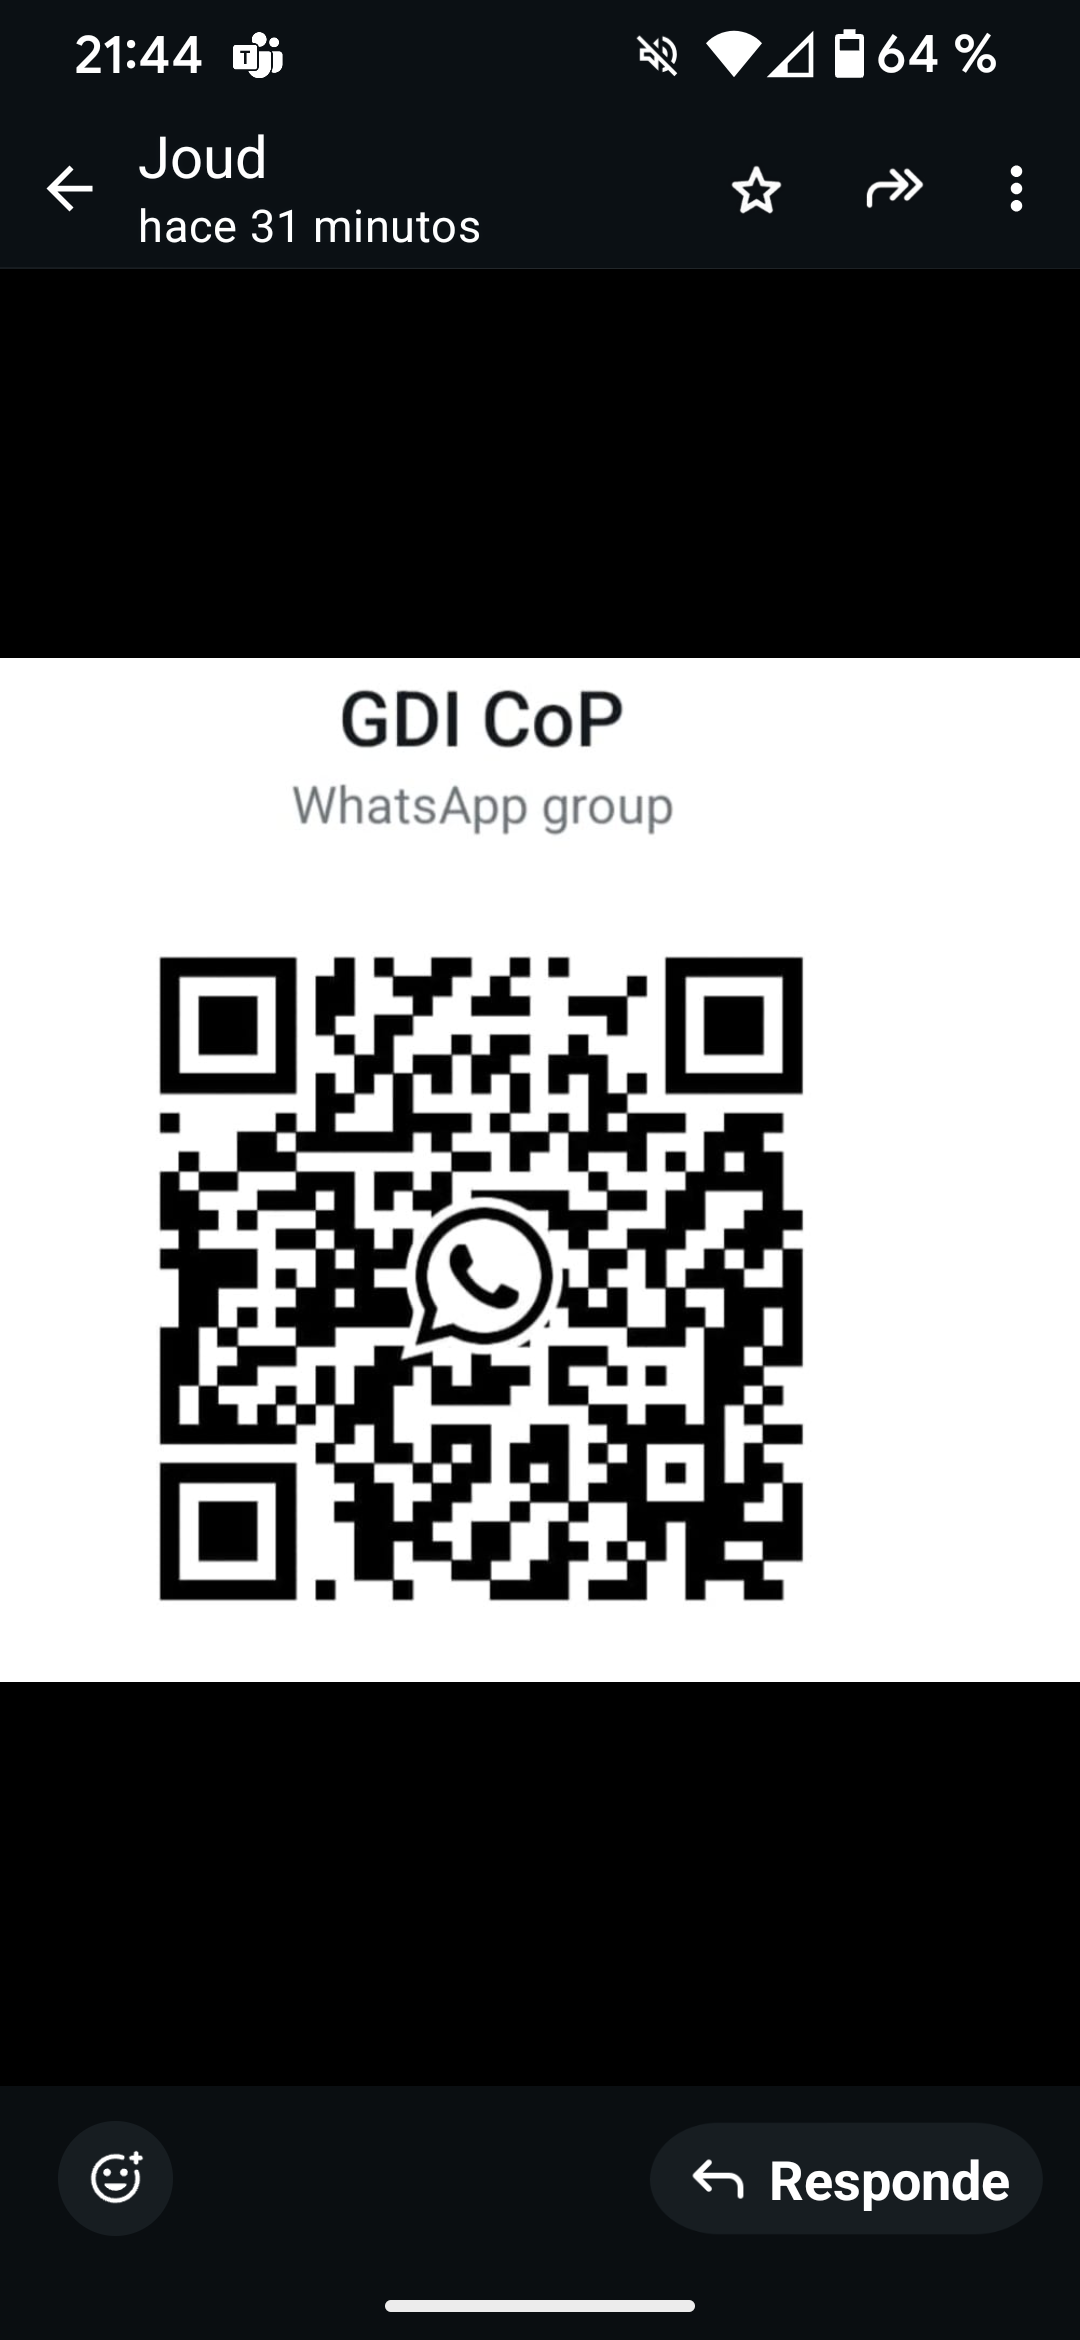 21:44
64 %
Joud
hace 31 minutos
GDI CoP
WhatsApp group
Responde